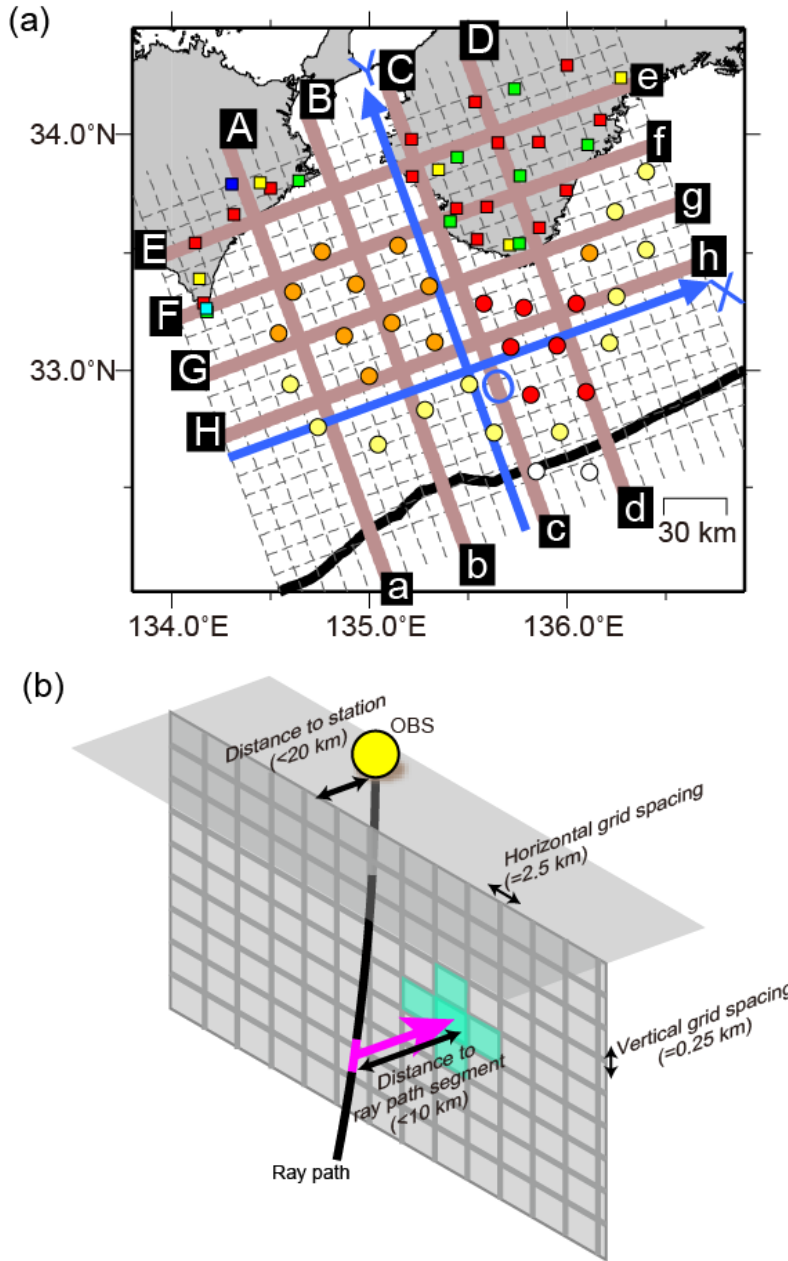 (a)
A
B
Y
C
D
e
34.0°N
f
g
E
h
F
X
G
33.0°N
O
H
d
c
30 km
b
a
134.0°E
135.0°E
136.0°E
(b)
Distance to station
(<20 km)
OBS
Horizontal grid spacing
(=2.5 km)
Vertical grid spacing
(=0.25 km)
Distance to
ray path segment
(<10 km)
Ray path